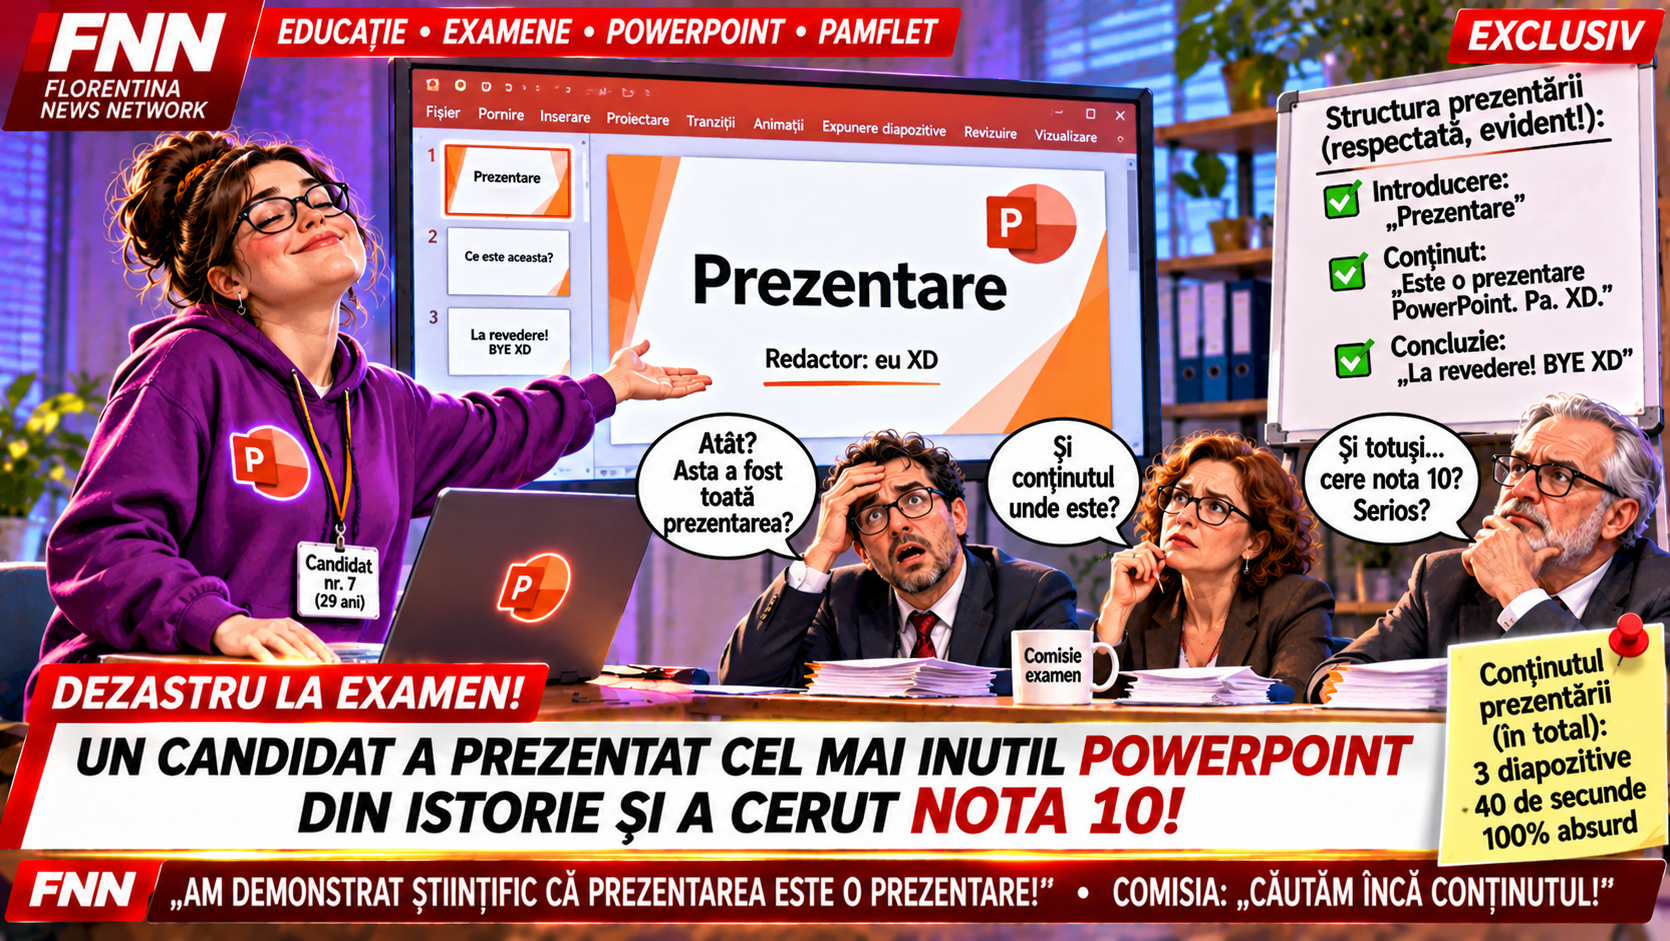 FNN
FLORENTINA
NEWS NETWORK
EDUCAȚIE • EXAMENE • POWERPOINT • PAMFLET
EXCLUSIV
Fișier Pornire Inserare Proiectare Tranziții Animații Expunere diapozitive Revizuire Vizualizare
1
Prezentare
2
Ce este aceasta?
3
La revedere!
BYE XD
Prezentare
Redactor: eu XD
P
Structura prezentării
(respectată, evident!):
Introducere:
„Prezentare”
Conținut:
„Este o prezentare
PowerPoint. Pa. XD.”
Concluzie:
„La revedere! BYE XD”
P
Candidat
nr. 7
(29 ani)
P
Atât?
Asta a fost
toată
prezentarea?
Și
conținutul
unde este?
Și totuși...
cere nota 10?
Serios?
Comisie
examen
Conținutul
prezentării
(în total):
3 diapozitive
40 de secunde
100% absurd
DEZASTRU LA EXAMEN!
UN CANDIDAT A PREZENTAT CEL MAI INUTIL POWERPOINT
DIN ISTORIE ȘI A CERUT NOTA 10!
FNN
„AM DEMONSTRAT ȘTIINȚIFIC CĂ PREZENTAREA ESTE O PREZENTARE!” • COMISIA: „CĂUTĂM ÎNCĂ CONȚINUTUL!”